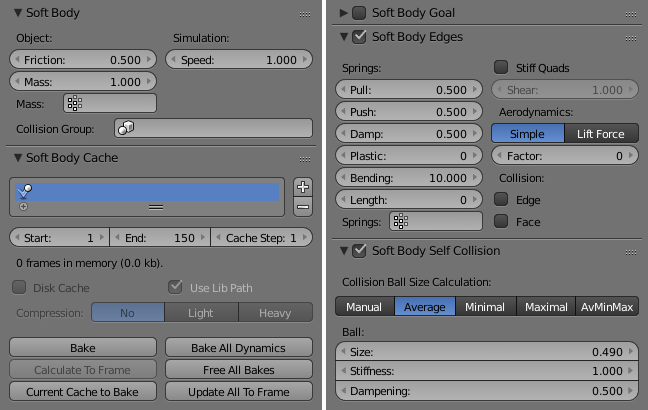 Soft Body
Object:
Simulation:
Friction: 0.500
Speed: 1.000
Mass: 1.000
Mass:
Collision Group:
Soft Body Cache
Start: 1
End: 150
Cache Step: 1
0 frames in memory (0.0 kb).
Disk Cache
Use Lib Path
Compression:
No
Light
Heavy
Bake
Bake All Dynamics
Calculate To Frame
Free All Bakes
Current Cache to Bake
Update All To Frame
Soft Body Goal
Soft Body Edges
Springs:
Stiff Quads
Pull: 0.500
Shear: 1.000
Push: 0.500
Aerodynamics:
Damp: 0.500
Simple
Lift Force
Plastic: 0
Factor: 0
Bending: 10.000
Collision:
Length: 0
Edge
Springs:
Face
Soft Body Self Collision
Collision Ball Size Calculation:
Manual
Average
Minimal
Maximal
AvMinMax
Ball:
Size: 0.490
Stiffness: 1.000
Dampening: 0.500